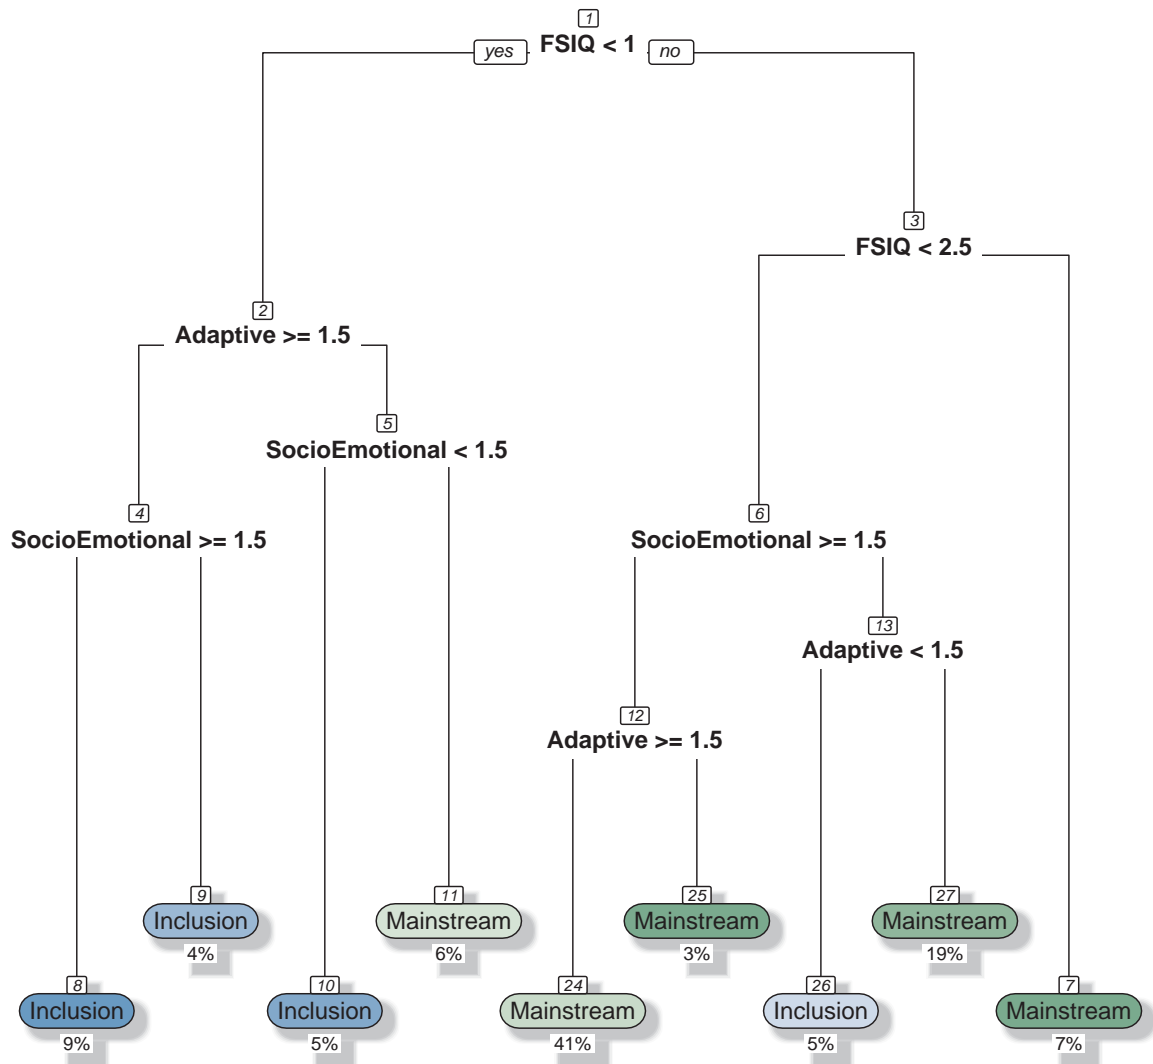 1
yes FSIQ < 1 no
3
FSIQ < 2.5
2
Adaptive >= 1.5
5
SocioEmotional < 1.5
4
6
SocioEmotional >= 1.5
SocioEmotional >= 1.5
13
Adaptive < 1.5
12
Adaptive >= 1.5
9
11
25
27
Inclusion
Mainstream
Mainstream
Mainstream
4%
6%
3%
19%
8
10
24
26
7
Inclusion
Inclusion
Mainstream
Inclusion
Mainstream
9%
5%
41%
5%
7%